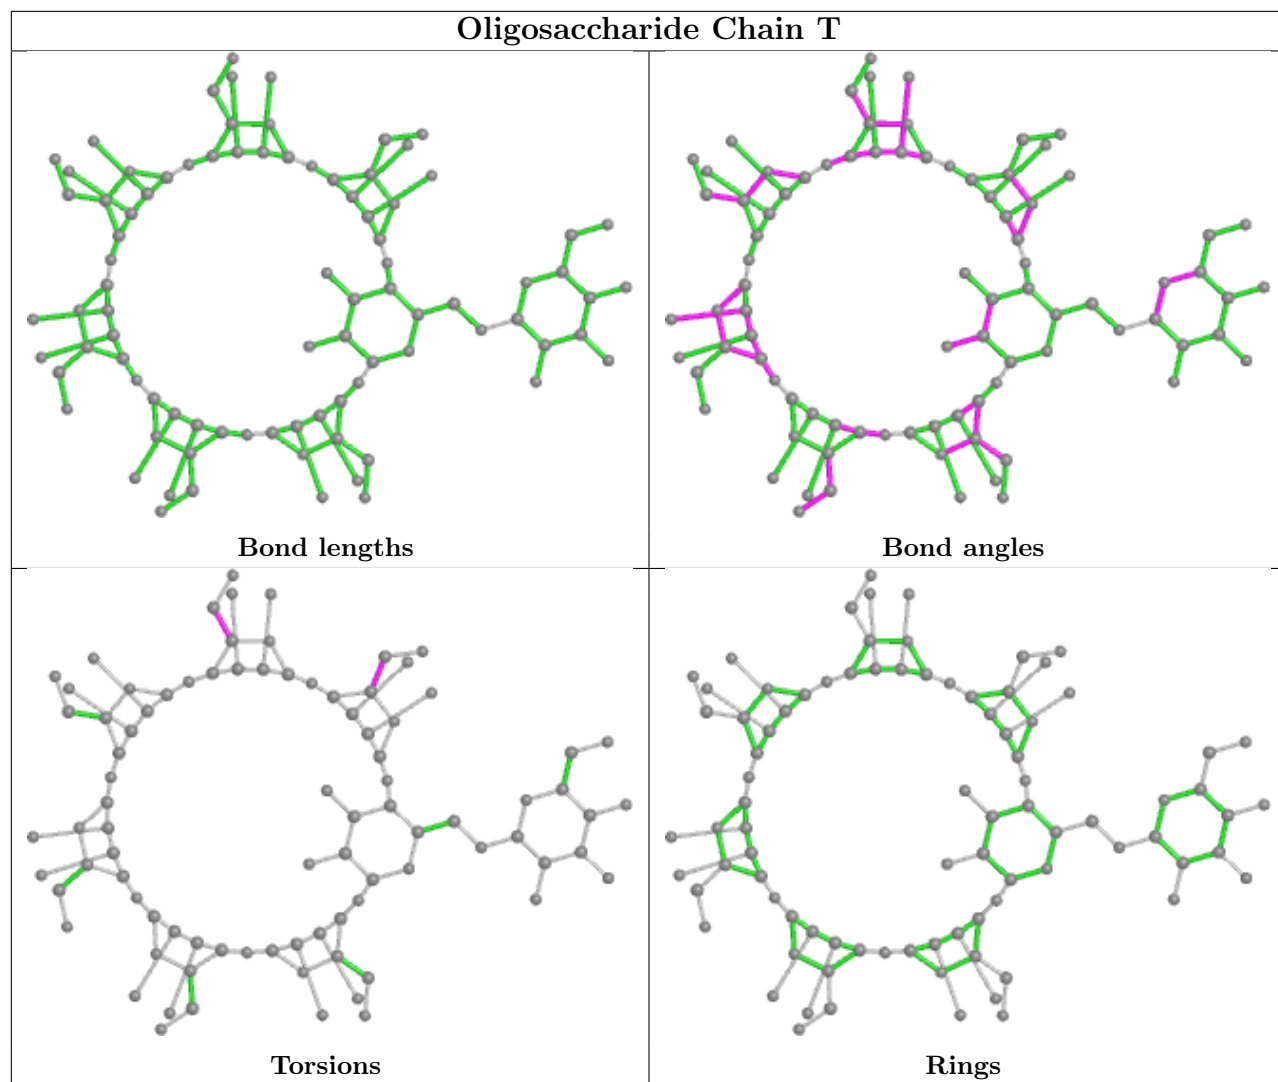 Oligosaccharide Chain T
Bond lengths
Bond angles
Torsions
Rings